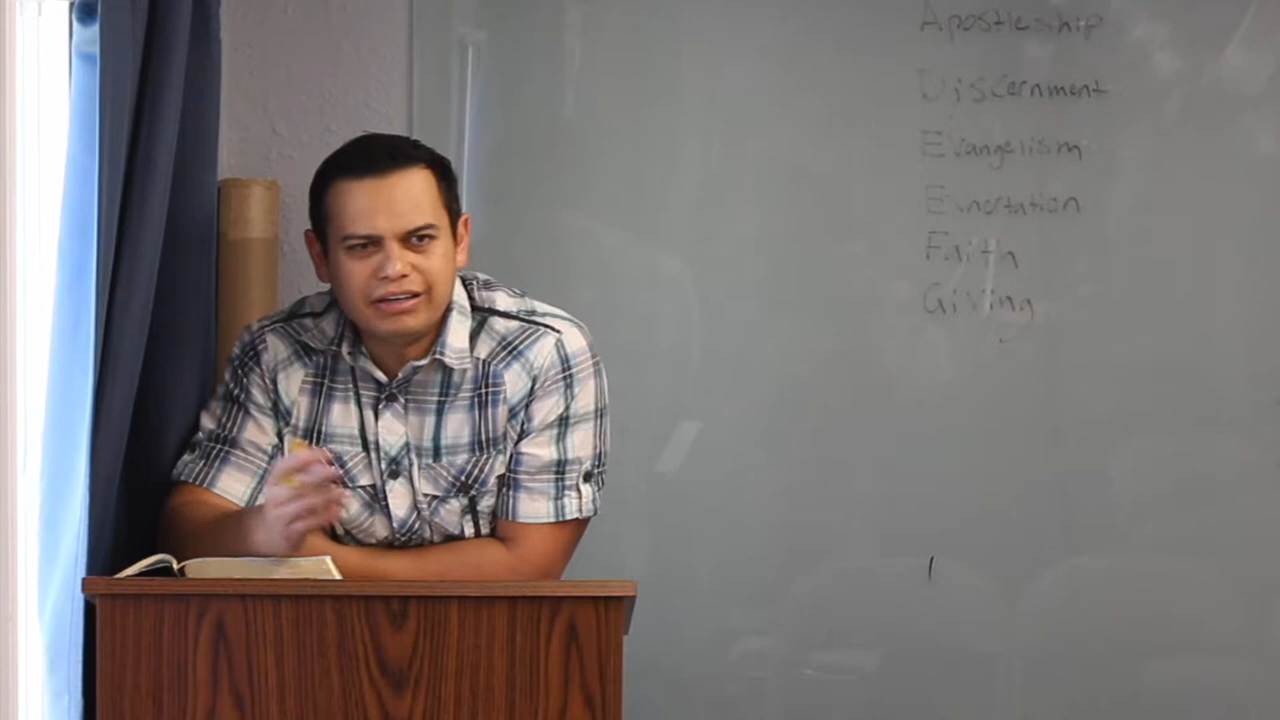 Apostleship
Discernment
Evangelism
Exhortation
Faith
Giving